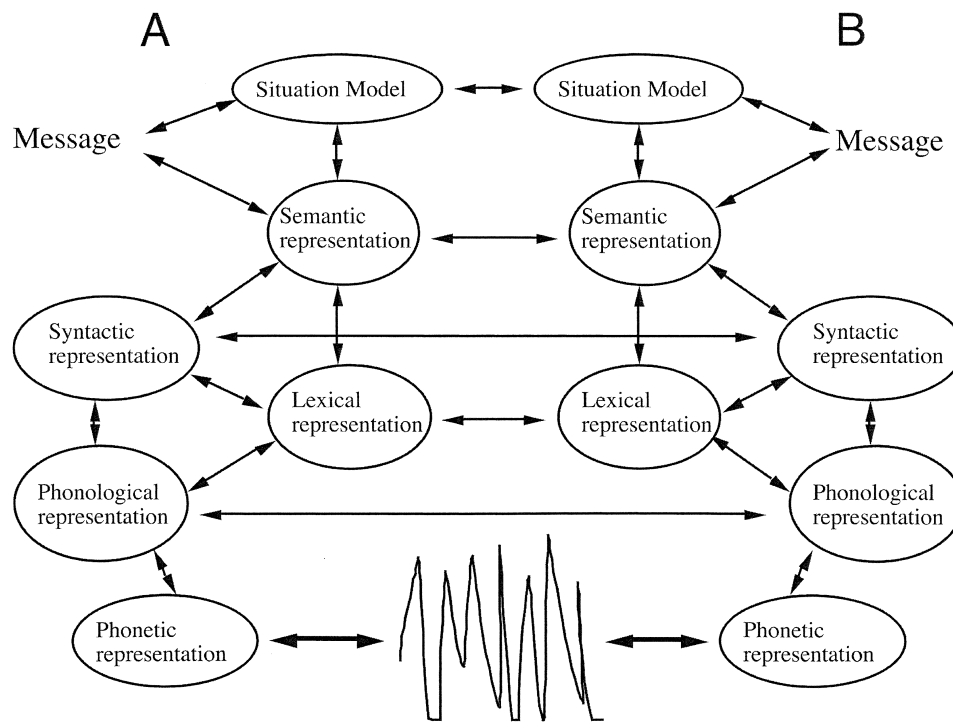 A
B
Situation Model
Situation Model
Message
Message
Semantic
representation
Semantic
representation
Syntactic
representation
Syntactic
representation
Lexical
representation
Lexical
representation
Phonological
representation
Phonological
representation
Phonetic
representation
Phonetic
representation